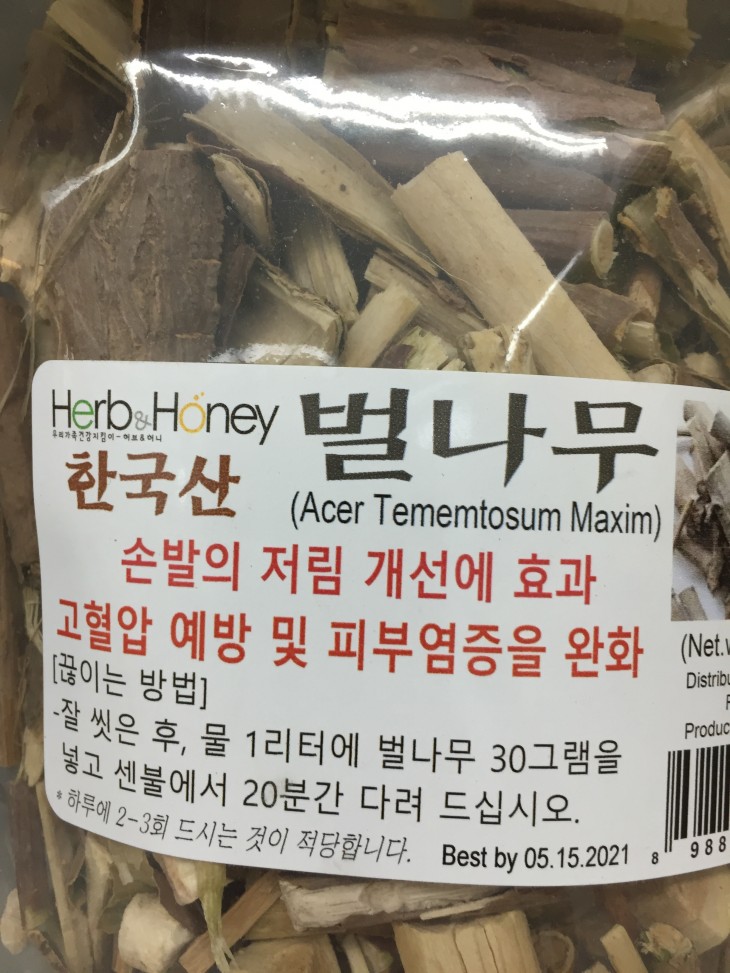 Herb & Honey
우리가족건강지킴이-허브&허니
벌나무
한국산
(Acer Tememtosum Maxim)
손발의 저림 개선에 효과
고혈압 예방 및 피부염증을 완화
[끊이는 방법]
-잘 씻은 후, 물 1리터에 벌나무 30그램을
넣고 센불에서 20분간 다려 드십시오.
* 하루에 2-3회 드시는 것이 적당합니다.
Best by 05.15.2021
(Net.
Distribu
Produc
8 988